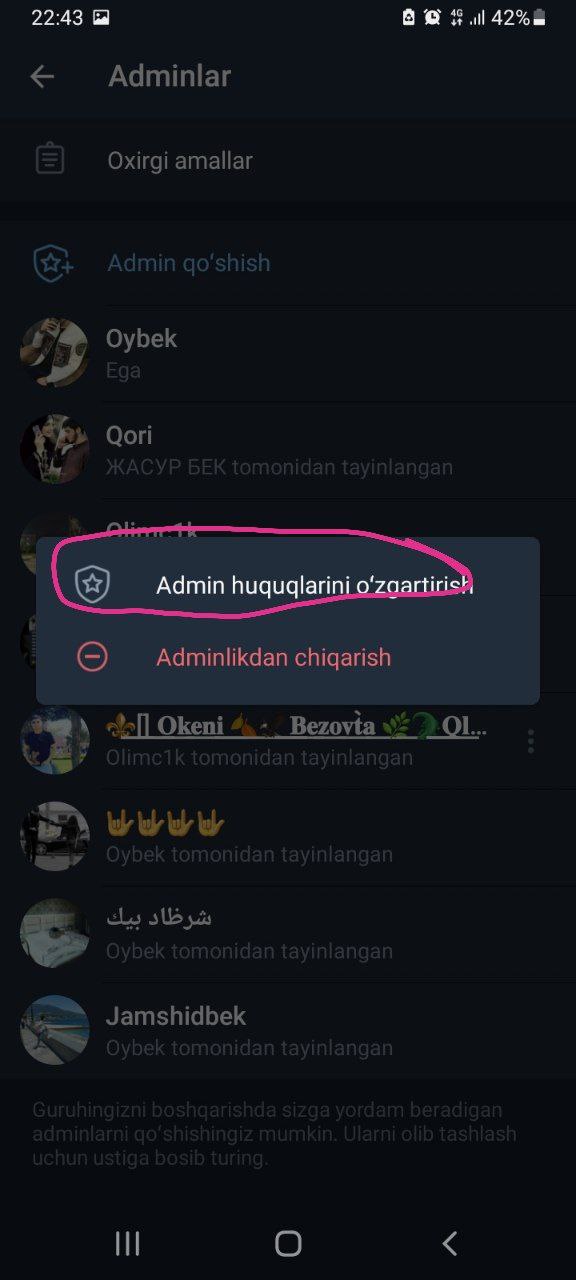 22:43
4G 42%
Adminlar
Oxirgi amallar
Admin qoʻshish
Oybek
Ega
Qori
ЖАСУР БЕК tomonidan tayinlangan
Olimc1k
Admin huquqlarini oʻzgartirish
Adminlikdan chiqarish
⚜️[] 𝐎𝐤𝐞𝐧𝐢 🍂 𝐁𝐞𝐳𝐨𝐯𝐭̀𝐚 🌿🐊𝐐𝐥...
Olimc1k tomonidan tayinlangan
🤟🤟🤟🤟
Oybek tomonidan tayinlangan
شرظاد بيك
Oybek tomonidan tayinlangan
Jamshidbek
Oybek tomonidan tayinlangan
Guruhingizni boshqarishda sizga yordam beradigan
adminlarni qoʻshishingiz mumkin. Ularni olib tashlash
uchun ustiga bosib turing.